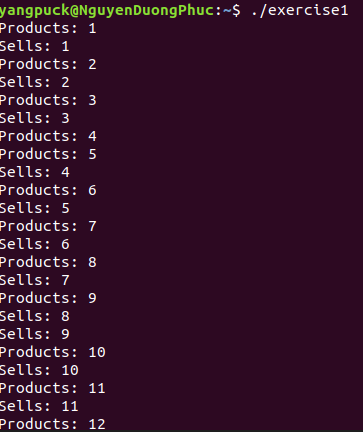 yangpuck@NguyenDuongPhuc:~$ ./exercise1
Products: 1
Sells: 1
Products: 2
Sells: 2
Products: 3
Sells: 3
Products: 4
Products: 5
Sells: 4
Products: 6
Sells: 5
Products: 7
Sells: 6
Products: 8
Sells: 7
Products: 9
Sells: 8
Sells: 9
Products: 10
Sells: 10
Products: 11
Sells: 11
Products: 12